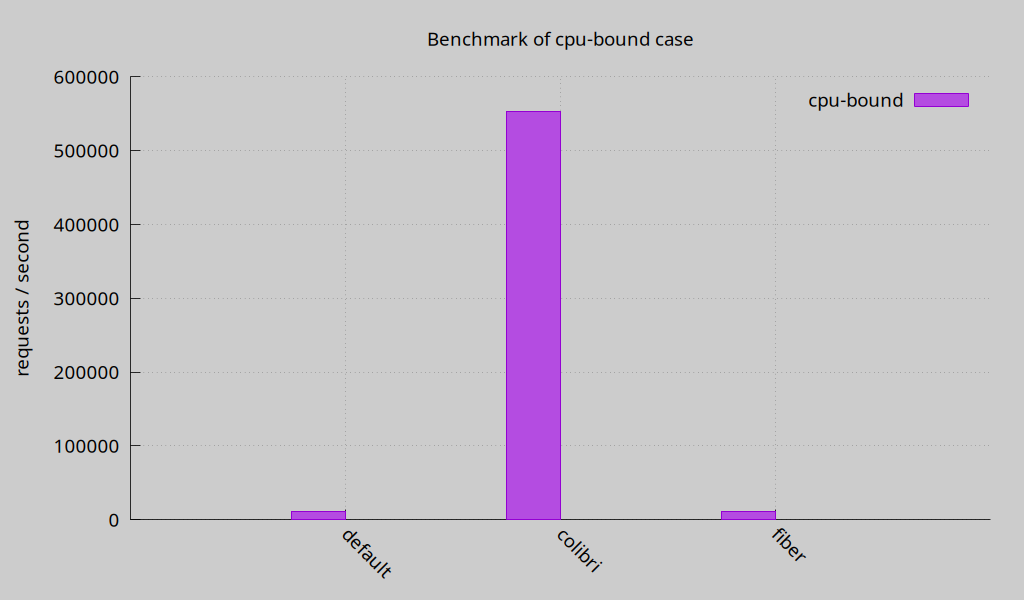 Benchmark of cpu-bound case
cpu-bound
requests / second
600000
500000
400000
300000
200000
100000
0
default
colibri
fiber